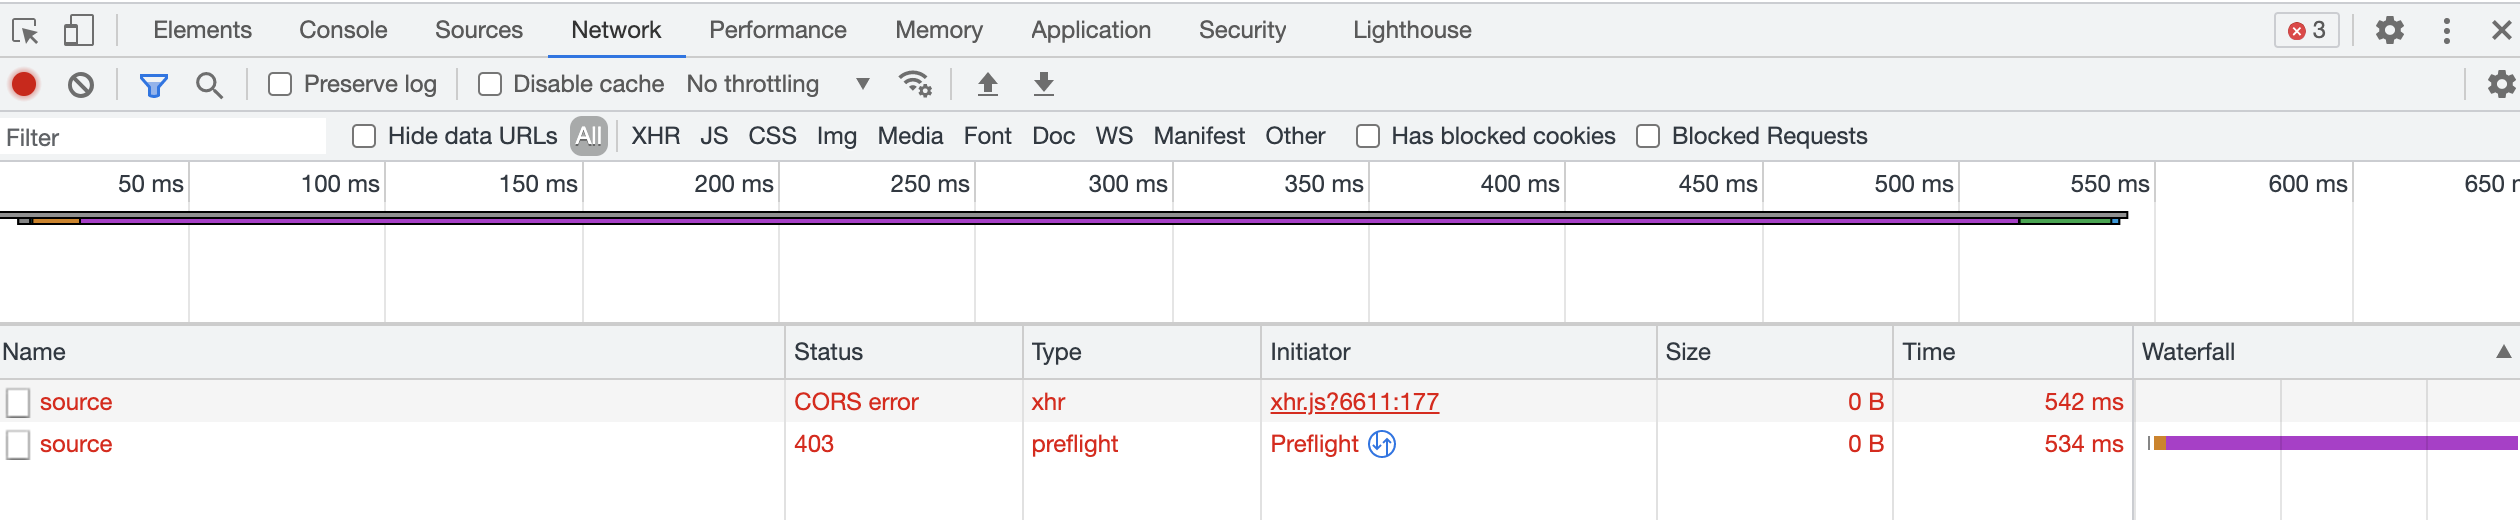 Elements Console Sources Network Performance Memory Application Security Lighthouse 3
Preserve log Disable cache No throttling
Filter Hide data URLs All XHR JS CSS Img Media Font Doc WS Manifest Other Has blocked cookies Blocked Requests
50 ms 100 ms 150 ms 200 ms 250 ms 300 ms 350 ms 400 ms 450 ms 500 ms 550 ms 600 ms 650
Name Status Type Initiator Size Time Waterfall
source CORS error xhr xhr.js?6611:177 0 B 542 ms
source 403 preflight Preflight 0 B 534 ms